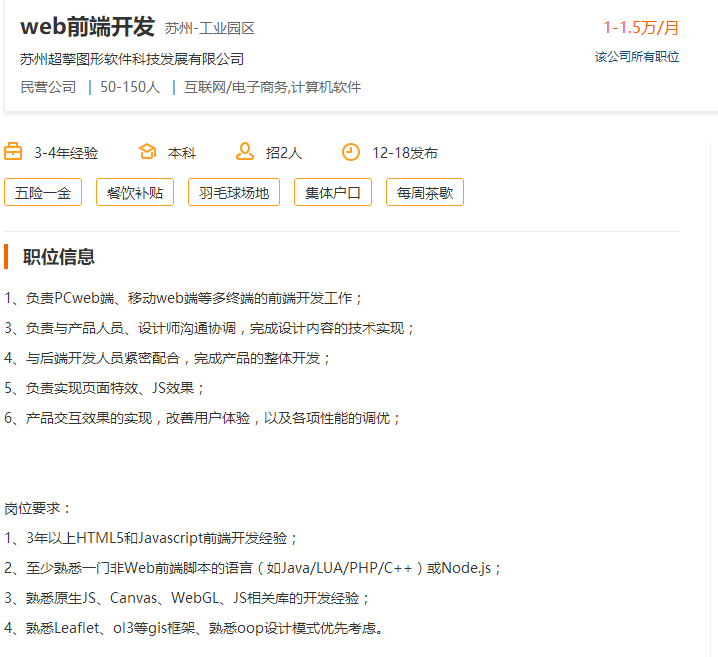 web前端开发 苏州-工业园区 1-1.5万/月
苏州超擎图形软件科技发展有限公司 该公司所有职位
民营公司 | 50-150人 | 互联网/电子商务,计算机软件
3-4年经验 本科 招2人 12-18发布
五险一金 餐饮补贴 羽毛球场地 集体户口 每周茶歇
职位信息
1、负责PCweb端、移动web端等多终端的前端开发工作；
3、负责与产品人员、设计师沟通协调，完成设计内容的技术实现；
4、与后端开发人员紧密配合，完成产品的整体开发；
5、负责实现页面特效、JS效果；
6、产品交互效果的实现，改善用户体验，以及各项性能的调优；
岗位要求：
1、3年以上HTML5和Javascript前端开发经验；
2、至少熟悉一门非Web前端脚本的语言（如Java/LUA/PHP/C++）或Node.js；
3、熟悉原生JS、Canvas、WebGL、JS相关库的开发经验；
4、熟悉Leaflet、ol3等gis框架、熟悉oop设计模式优先考虑。